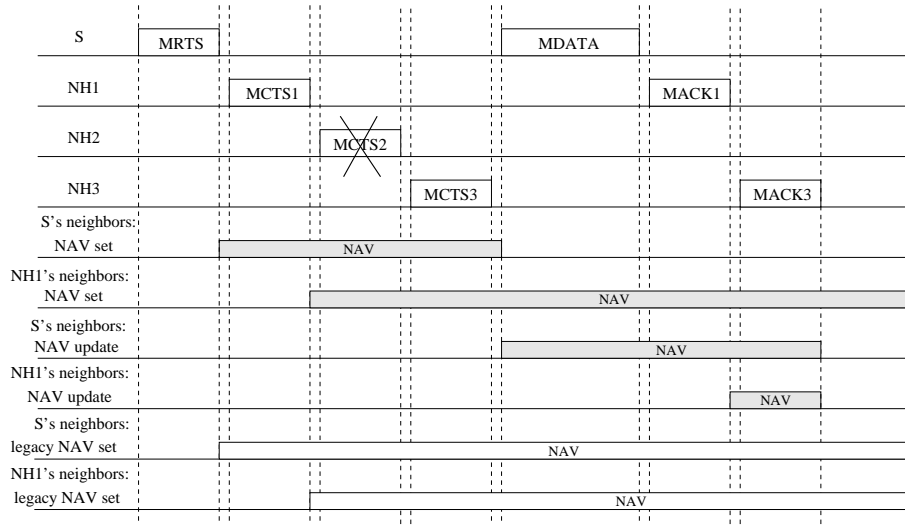 S
MRTS
MDATA
NH1
MCTS1
MACK1
NH2
MCTS2
NH3
MCTS3
MACK3
S's neighbors:
NAV set
NAV
NH1's neighbors:
NAV set
NAV
S's neighbors:
NAV update
NAV
NH1's neighbors:
NAV update
NAV
S's neighbors:
legacy NAV set
NAV
NH1's neighbors:
legacy NAV set
NAV